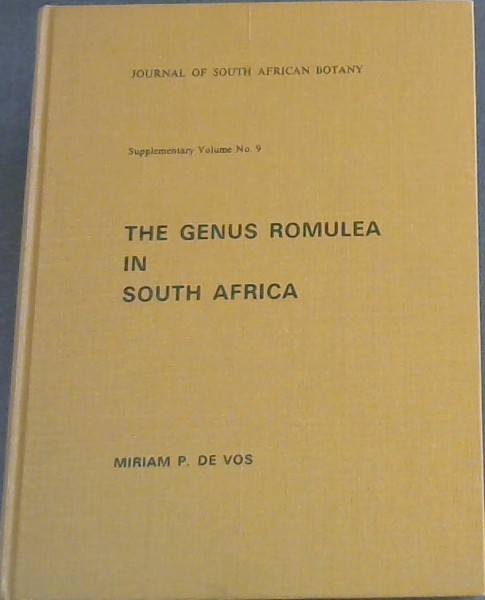 JOURNAL OF SOUTH AFRICAN BOTANY
Supplementary Volume No. 9
THE GENUS ROMULEA
IN
SOUTH AFRICA
MIRIAM P. DE VOS